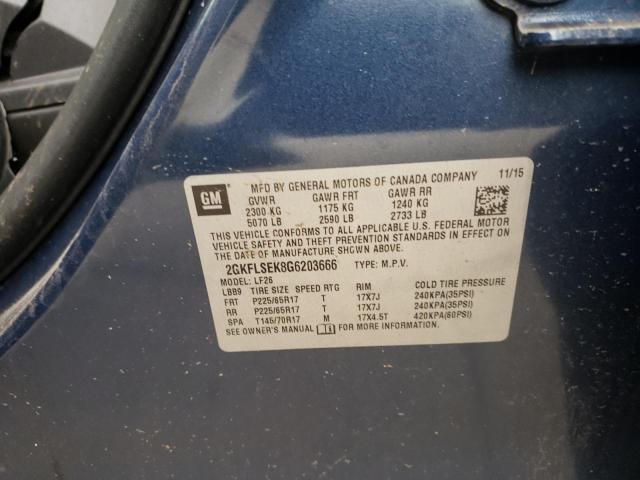 GM MFD BY GENERAL MOTORS OF CANADA COMPANY 11/15
GVWR GAWR FRT GAWR RR
2300 KG 1175 KG 1240 KG
5070 LB 2590 LB 2733 LB
THIS VEHICLE CONFORMS TO ALL APPLICABLE U.S. FEDERAL MOTOR
VEHICLE SAFETY AND THEFT PREVENTION STANDARDS IN EFFECT ON
THE DATE OF MANUFACTURE SHOWN ABOVE.
2GKFLSEK8G6203666 TYPE: M.P.V.
MODEL: LF26
LBB9 TIRE SIZE SPEED RTG RIM COLD TIRE PRESSURE
FRT P225/65R17 T 17X7J 240KPA(35PSI)
RR P225/65R17 T 17X7J 240KPA(35PSI)
SPA T145/70R17 M 17X4.5T 420KPA(60PSI)
SEE OWNER'S MANUAL FOR MORE INFORMATION.